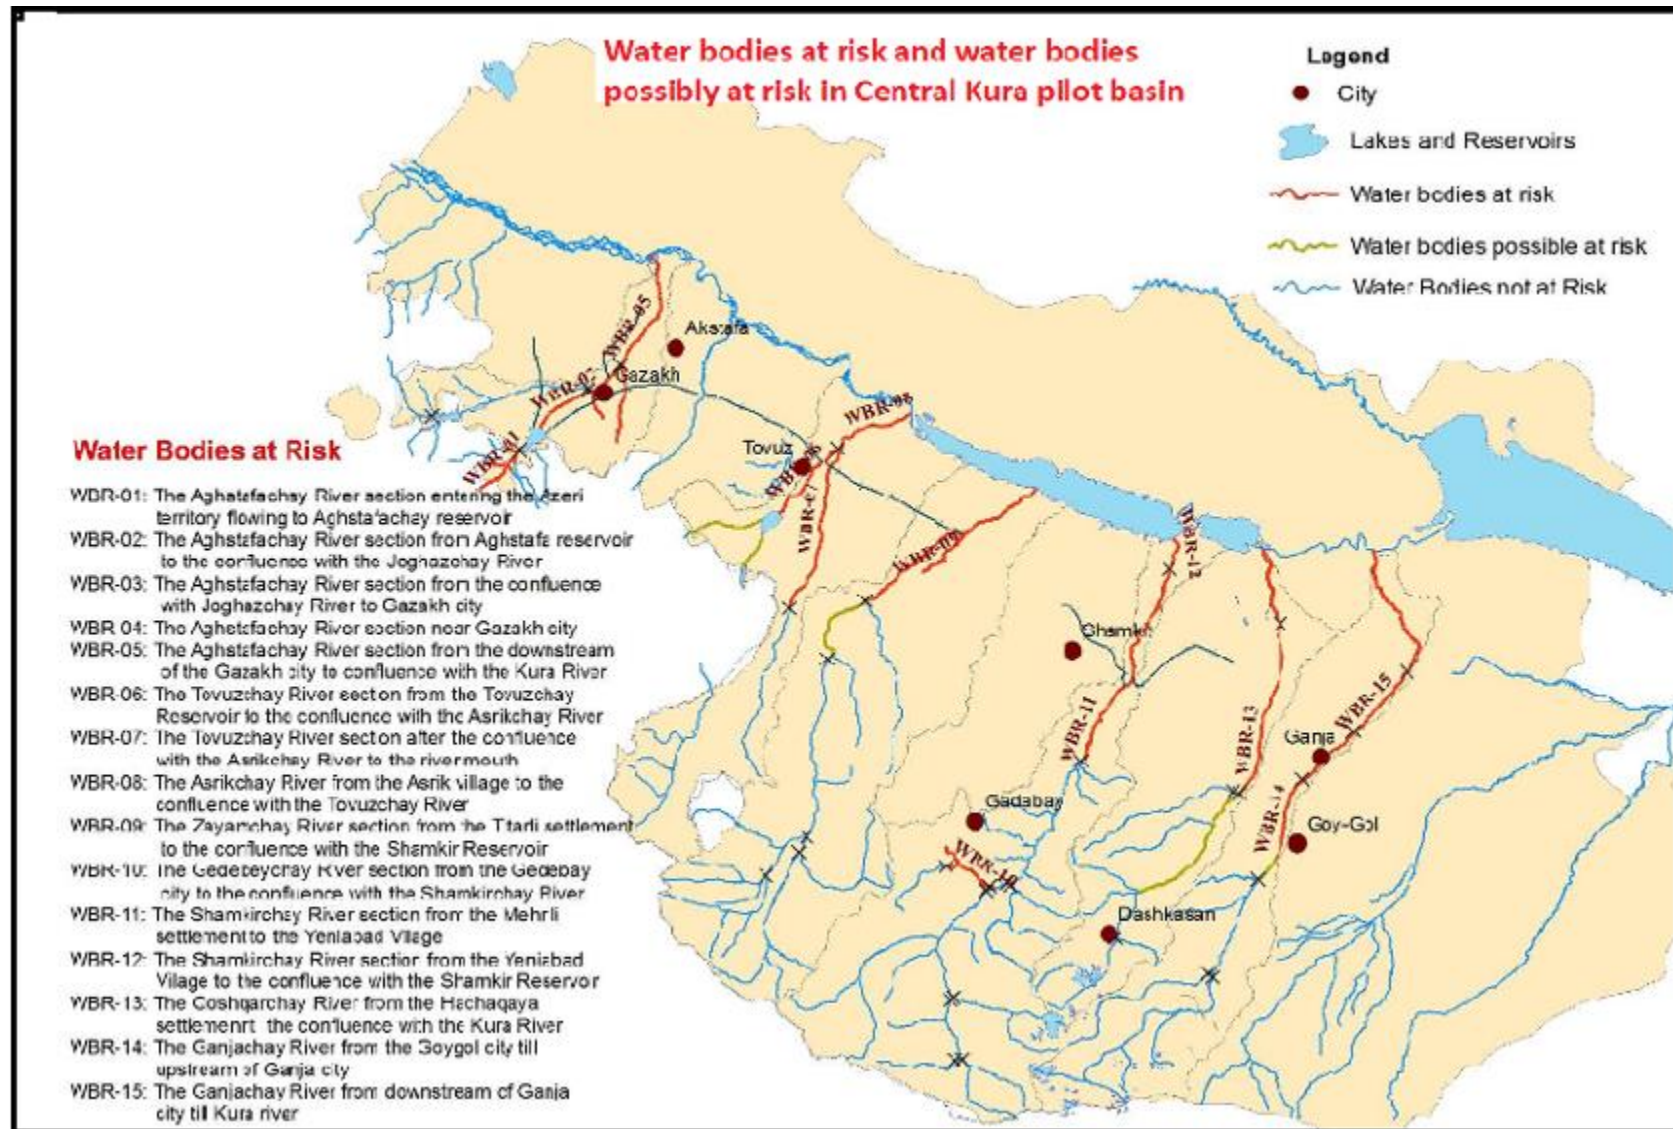 Water bodies at risk and water bodies
possibly at risk in Central Kura pilot basin
Legend
City
Lakes and Reservoirs
Water bodies at risk
Water bodies possible at risk
Water Bodies not at Risk
WBR-05
Akstafa
WBR-02
Gazakh
WBR-01
WBR-08
Tovuz
WBR-06
WBR-07
WBR-09
WBR-12
WBR-11
WBR-13
WBR-15
Ganja
WBR-14
Goy-Gol
Gadabay
WBR-10
Dashkasan
Water Bodies at Risk
WBR-01: The Aghstafachay River section entering the Azeri
territory flowing to Aghstafachay reservoir
WBR-02: The Aghstafachay River section from Aghstafa reservoir
to the confluence with the Joghazchay River
WBR-03: The Aghstafachay River section from the confluence
with Joghazchay River to Gazakh city
WBR-04: The Aghstafachay River section near Gazakh city
WBR-05: The Aghstafachay River section from the downstream
of the Gazakh city to confluence with the Kura River
WBR-06: The Tovuzchay River section from the Tovuzchay
Reservoir to the confluence with the Asrikchay River
WBR-07: The Tovuzchay River section after the confluence
with the Asrikchay River to the river mouth
WBR-08: The Asrikchay River from the Asrik village to the
confluence with the Tovuzchay River
WBR-09: The Zayamchay River section from the settlement
to the confluence with the Shamkir Reservoir
WBR-10: The Gedebeychay River section from the Gedebay
city to the confluence with the Shamkirchay River
WBR-11: The Shamkirchay River section from the Mehrli
settlement to the Yeniabad Village
WBR-12: The Shamkirchay River section from the Yeniabad
Village to the confluence with the Shamkir Reservoir
WBR-13: The Goshqarchay River from the Hachaqaya
settlement the confluence with the Kura River
WBR-14: The Ganjachay River from the Goygol city till
upstream of Ganja city
WBR-15: The Ganjachay River from downstream of Ganja
city till Kura river